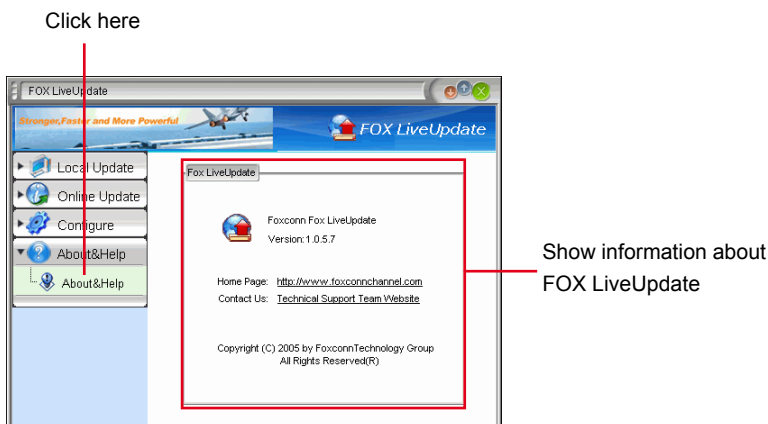 Click here
FOX LiveUpdate
Stronger,Faster and More Powerful
FOX LiveUpdate
Local Update
Online Update
Configure
About&Help
About&Help
Fox LiveUpdate
Foxconn Fox LiveUpdate
Version:1.0.5.7
Home Page: http://www.foxconnchannel.com
Contact Us: Technical Support Team Website
Copyright (C) 2005 by FoxconnTechnology Group
All Rights Reserved(R)
Show information about
FOX LiveUpdate